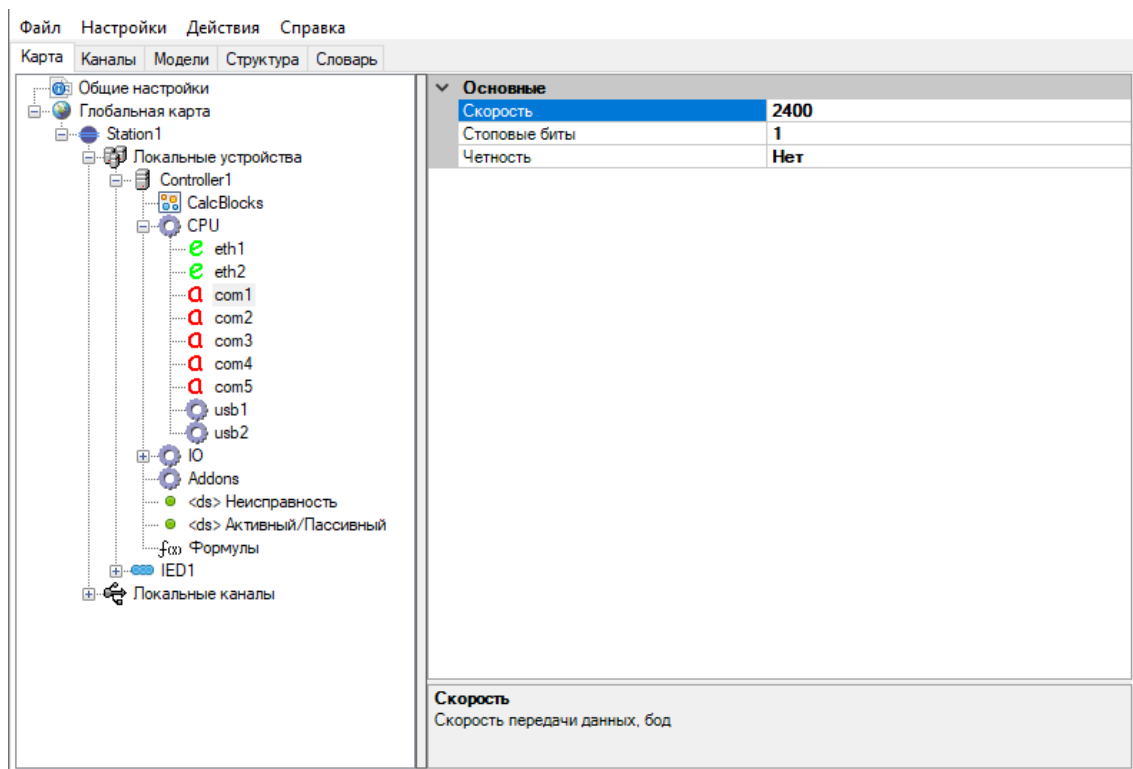 Файл Настройки Действия Справка
Карта Каналы Модели Структура Словарь
Общие настройки
Глобальная карта
Station1
Локальные устройства
Controller1
CalcBlocks
CPU
eth1
eth2
com1
com2
com3
com4
com5
usb1
usb2
IO
Addons
<ds> Неисправность
<ds> Активный/Пассивный
f(x) Формулы
IED1
Локальные каналы
Основные
Скорость 2400
Стоповые биты 1
Четность Нет
Скорость
Скорость передачи данных, бод